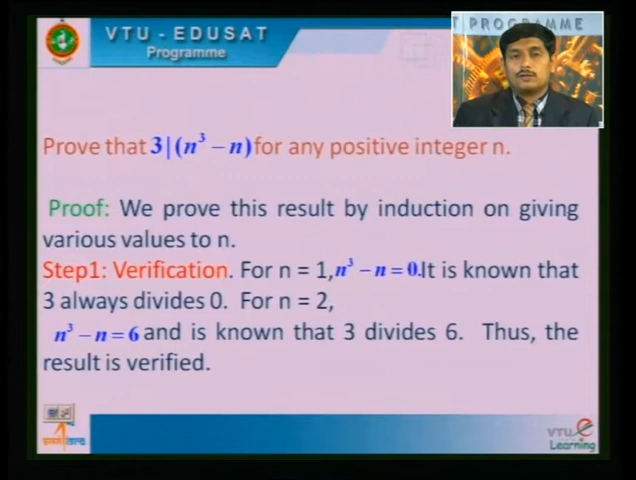 VTU - EDUSAT
Programme
T PROGRAMME
Prove that 3|(n³ – n) for any positive integer n.
Proof: We prove this result by induction on giving
various values to n.
Step1: Verification. For n = 1, n³ – n = 0. It is known that
3 always divides 0. For n = 2,
n³ – n = 6 and is known that 3 divides 6. Thus, the
result is verified.
VTU e
Learning